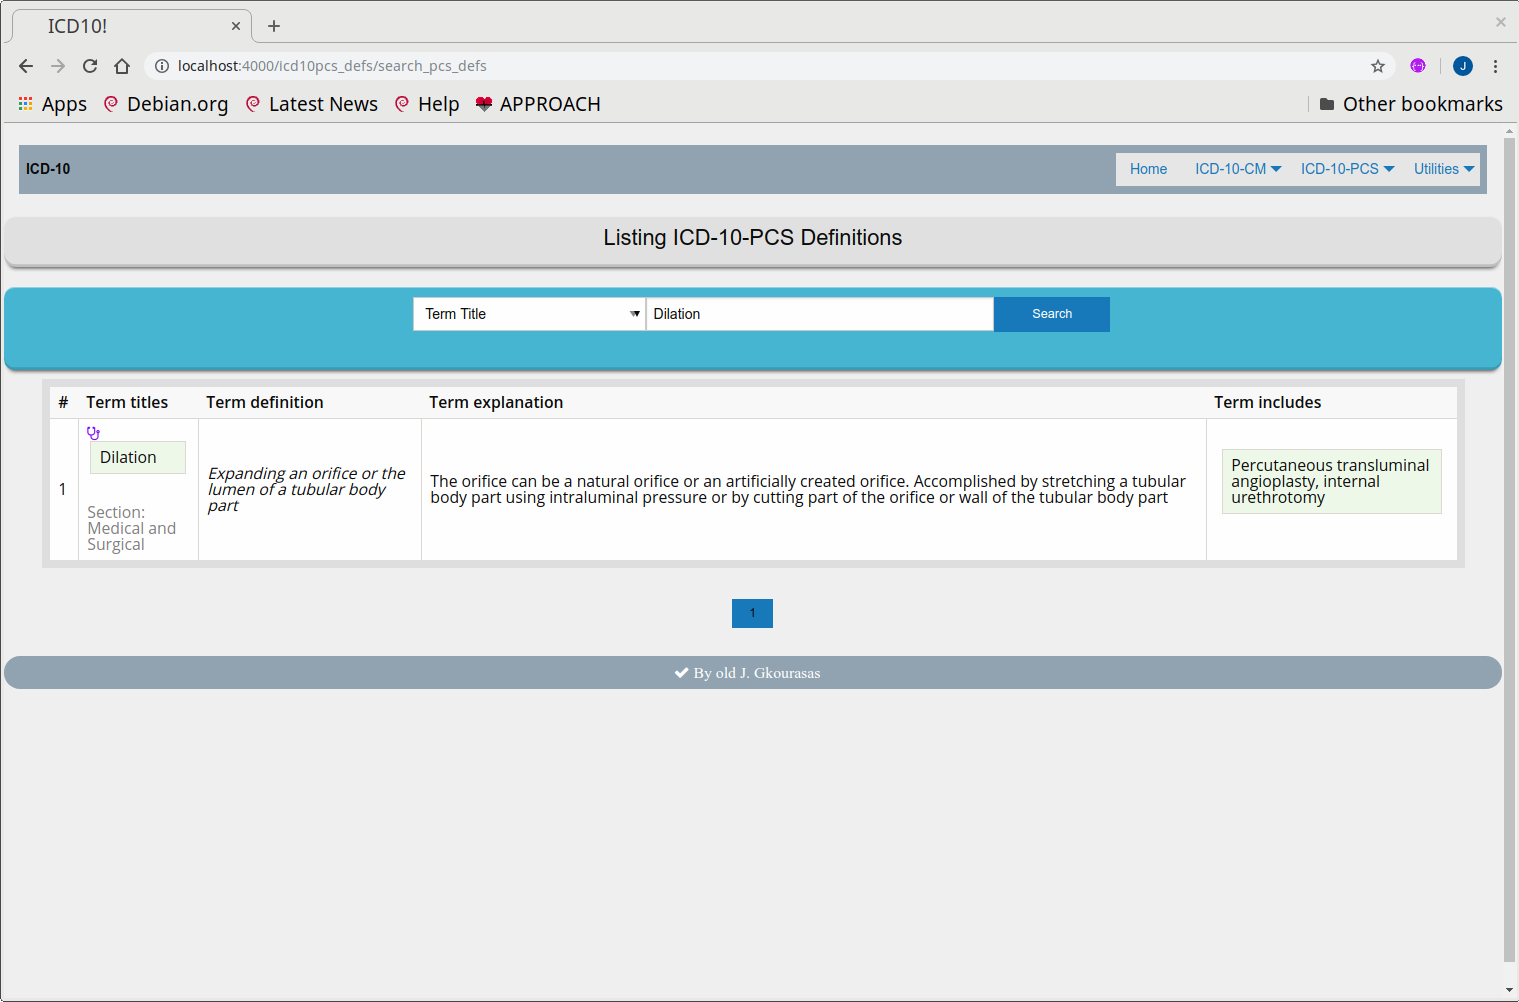 ICD10!
localhost:4000/icd10pcs_defs/search_pcs_defs
J
Apps Debian.org Latest News Help APPROACH Other bookmarks
ICD-10 Home ICD-10-CM ICD-10-PCS Utilities
Listing ICD-10-PCS Definitions
Term Title Dilation Search
# Term titles Term definition Term explanation Term includes
1
Dilation
Section:
Medical and
Surgical
Expanding an orifice or the
lumen of a tubular body
part
The orifice can be a natural orifice or an artificially created orifice. Accomplished by stretching a tubular
body part using intraluminal pressure or by cutting part of the orifice or wall of the tubular body part
Percutaneous transluminal
angioplasty, internal
urethrotomy
1
By old J. Gkourasas